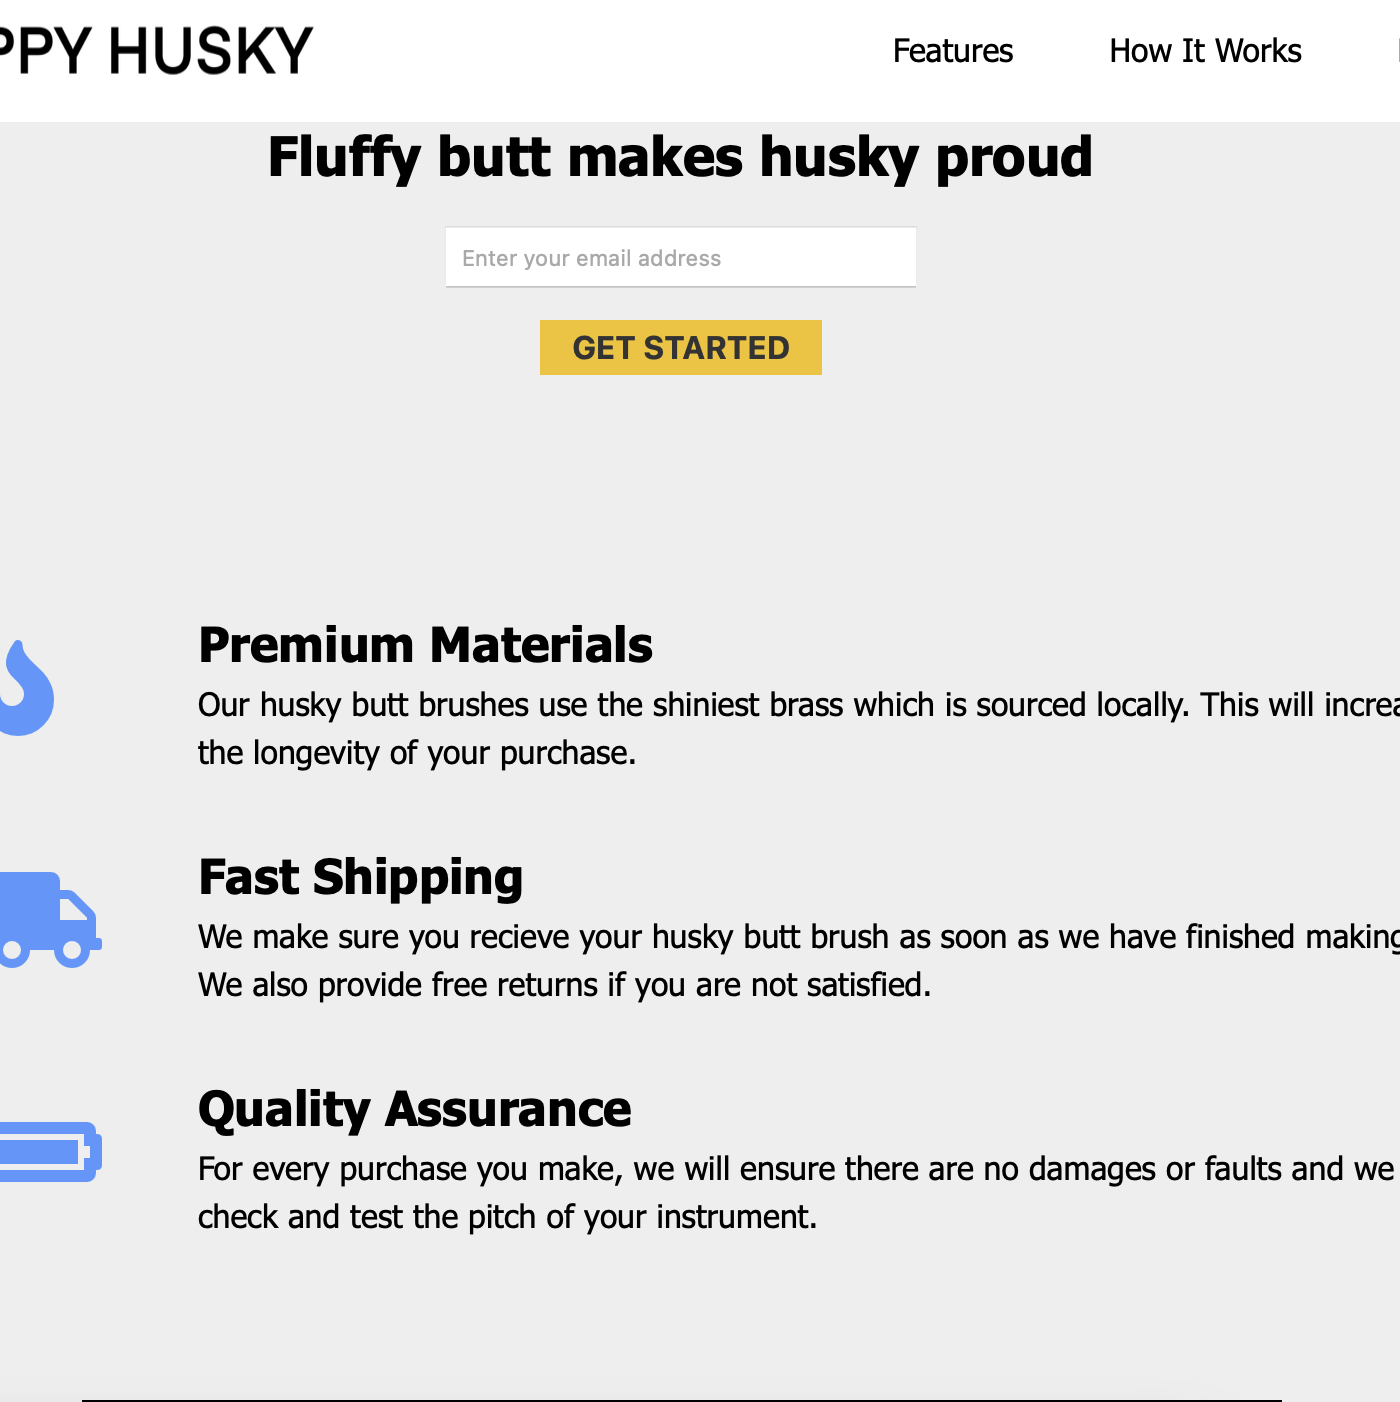 PPY HUSKY
Features
How It Works
Fluffy butt makes husky proud
Enter your email address
GET STARTED
Premium Materials
Our husky butt brushes use the shiniest brass which is sourced locally. This will increa
the longevity of your purchase.
Fast Shipping
We make sure you recieve your husky butt brush as soon as we have finished making
We also provide free returns if you are not satisfied.
Quality Assurance
For every purchase you make, we will ensure there are no damages or faults and we
check and test the pitch of your instrument.